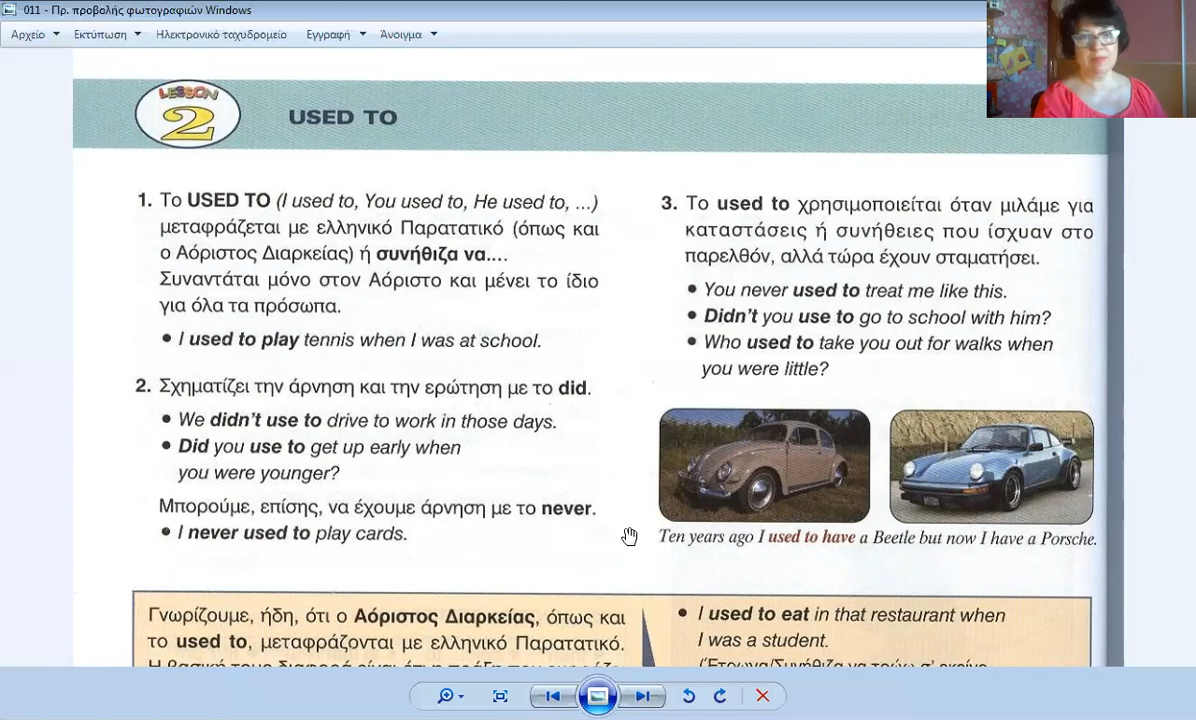 011 - Πρ. προβολής φωτογραφιών Windows
Αρχείο Εκτύπωση Ηλεκτρονικό ταχυδρομείο Εγγραφή Άνοιγμα
LESSON
2
USED TO
1. Το USED TO (I used to, You used to, He used to, ...)
μεταφράζεται με ελληνικό Παρατατικό (όπως και
ο Αόριστος Διαρκείας) ή συνήθιζα να....
Συναντάται μόνο στον Αόριστο και μένει το ίδιο
για όλα τα πρόσωπα.
• I used to play tennis when I was at school.
2. Σχηματίζει την άρνηση και την ερώτηση με το did.
• We didn't use to drive to work in those days.
• Did you use to get up early when
you were younger?
Μπορούμε, επίσης, να έχουμε άρνηση με το never.
• I never used to play cards.
3. Το used to χρησιμοποιείται όταν μιλάμε για
καταστάσεις ή συνήθειες που ίσχυαν στο
παρελθόν, αλλά τώρα έχουν σταματήσει.
• You never used to treat me like this.
• Didn't you use to go to school with him?
• Who used to take you out for walks when
you were little?
Ten years ago I used to have a Beetle but now I have a Porsche.
Γνωρίζουμε, ήδη, ότι ο Αόριστος Διαρκείας, όπως και
το used to, μεταφράζονται με ελληνικό Παρατατικό.
• I used to eat in that restaurant when
I was a student.